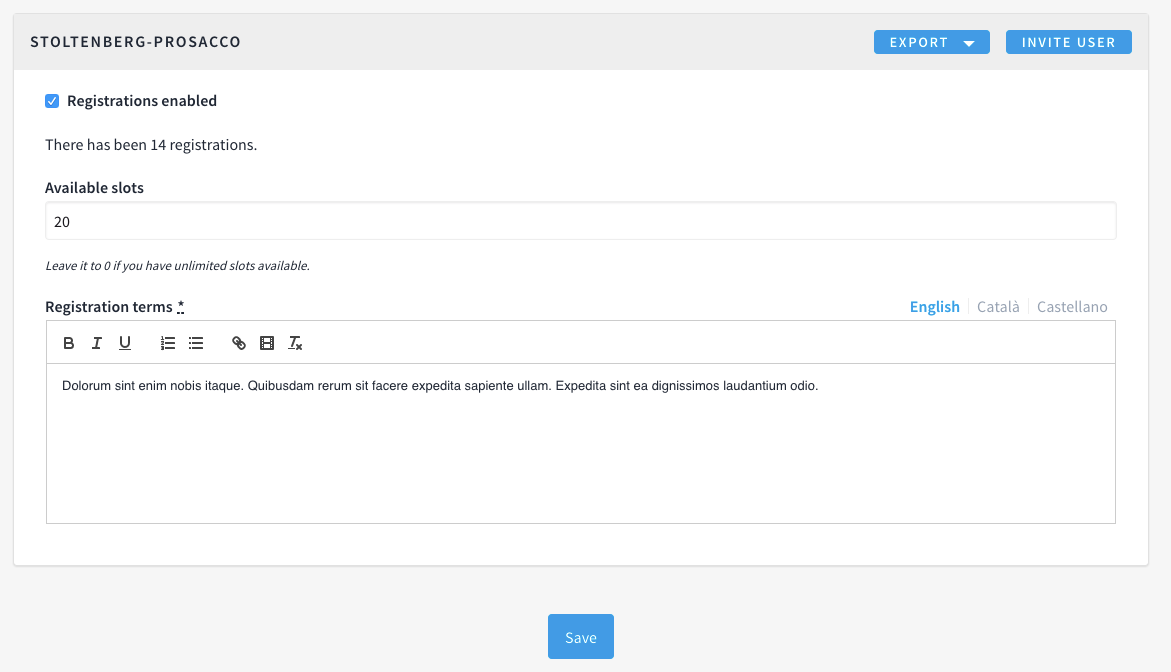 STOLTENBERG-PROSACCO
EXPORT
INVITE USER
Registrations enabled
There has been 14 registrations.
Available slots
20
Leave it to 0 if you have unlimited slots available.
Registration terms *
English
Català
Castellano
Dolorum sint enim nobis itaque. Quibusdam rerum sit facere expedita sapiente ullam. Expedita sint ea dignissimos laudantium odio.
Save